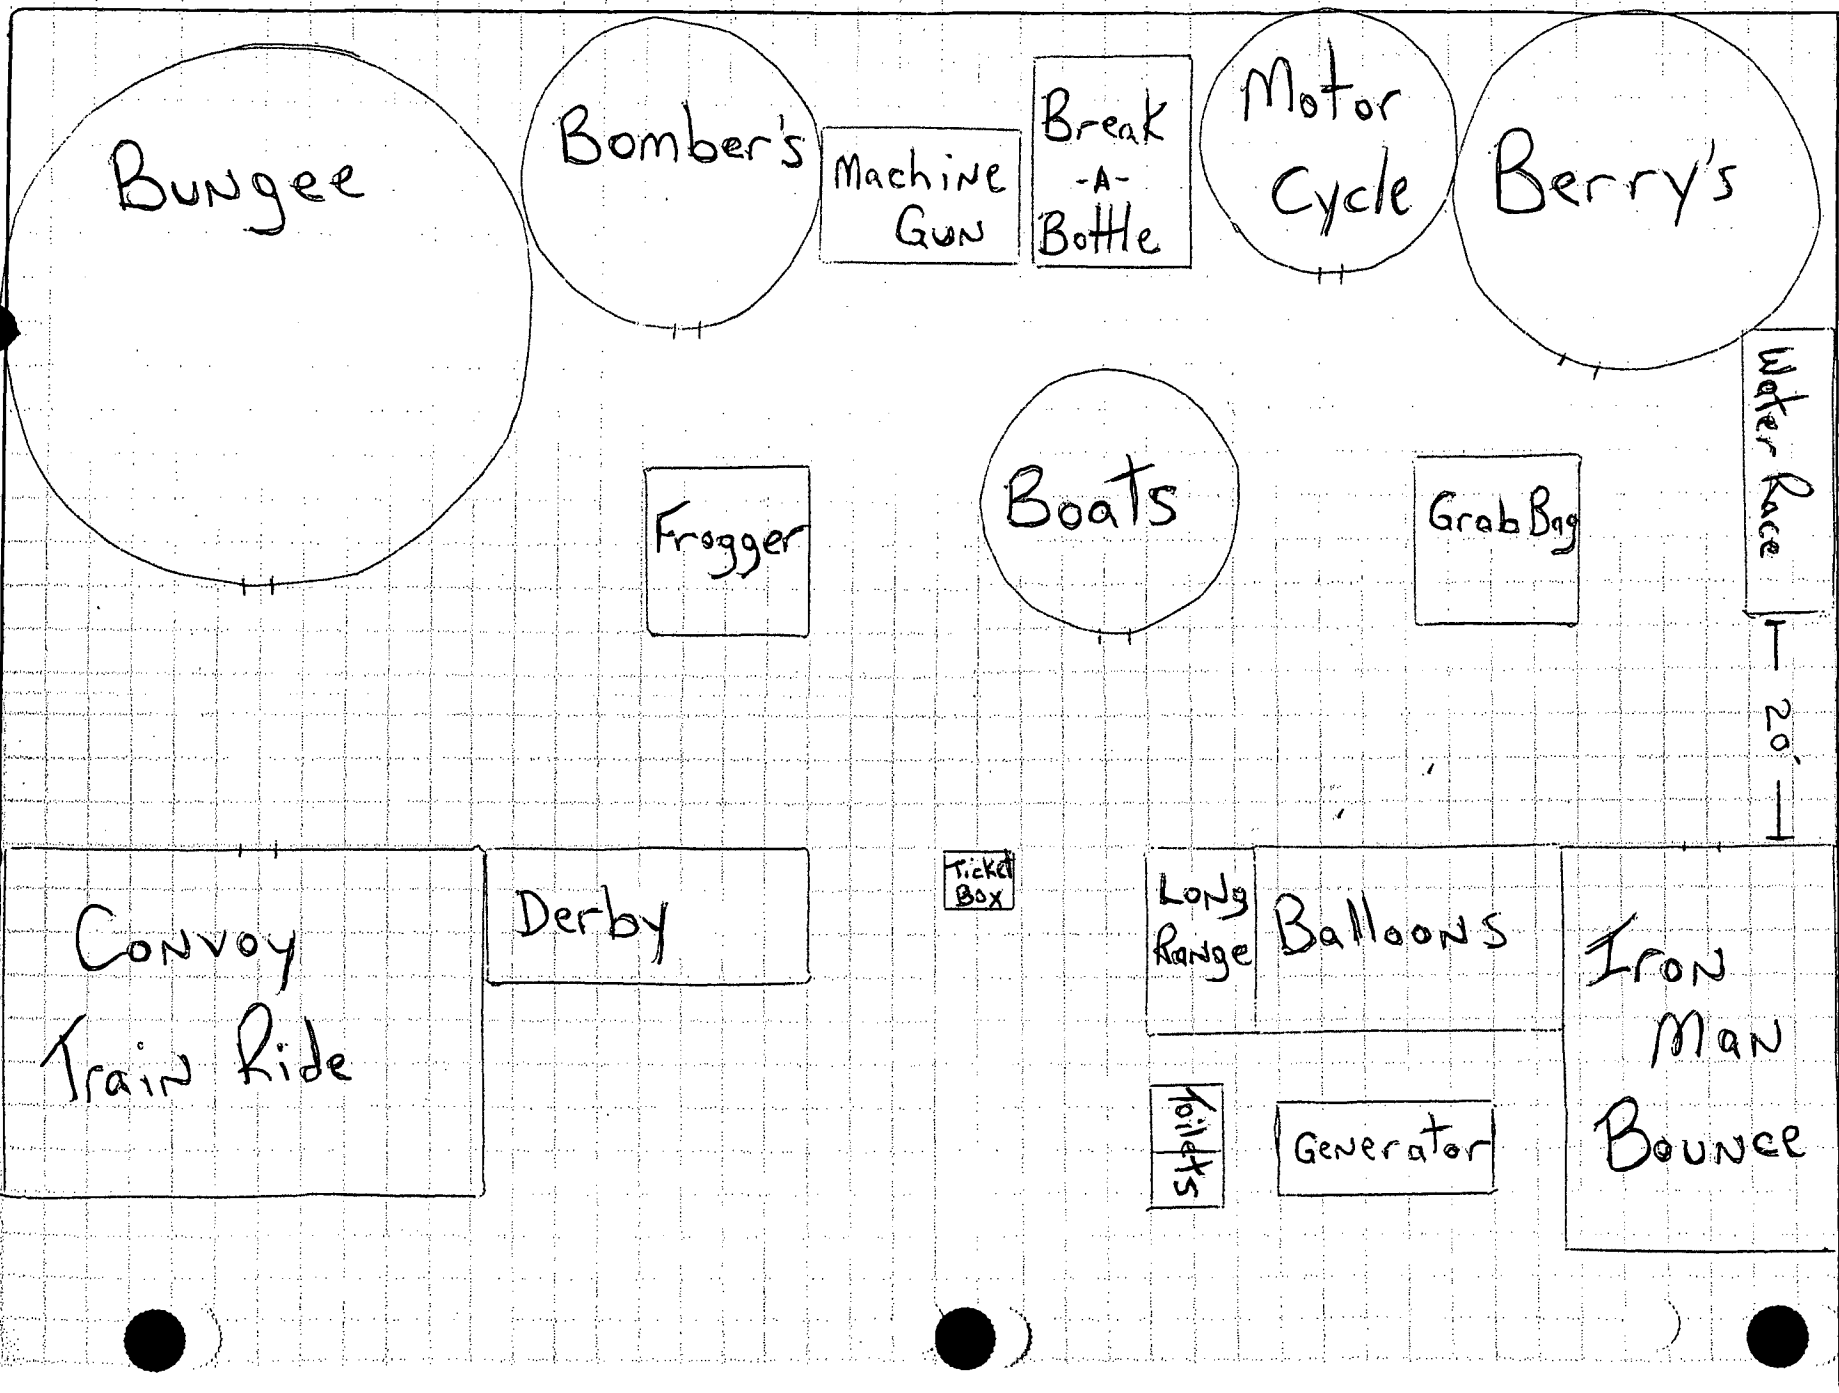 Bungee
Bomber's
Machine
Gun
Break
-A-
Bottle
Motor
Cycle
Berry's
Water Race
Frogger
Boats
Grab Bag
20'
Convoy
Train Ride
Derby
Ticket
Box
Long
Range
Balloons
Iron
Man
Bounce
Toilets
Generator